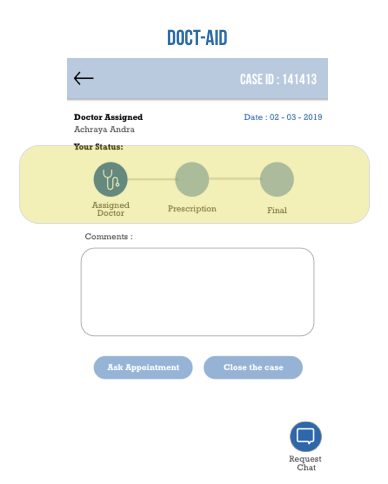 DOCT-AID
CASE ID : 141413
Doctor Assigned
Date : 02 - 03 - 2019
Achraya Andra
Your Status:
Assigned
Doctor
Prescription
Final
Comments :
Ask Appointment
Close the case
Request
Chat